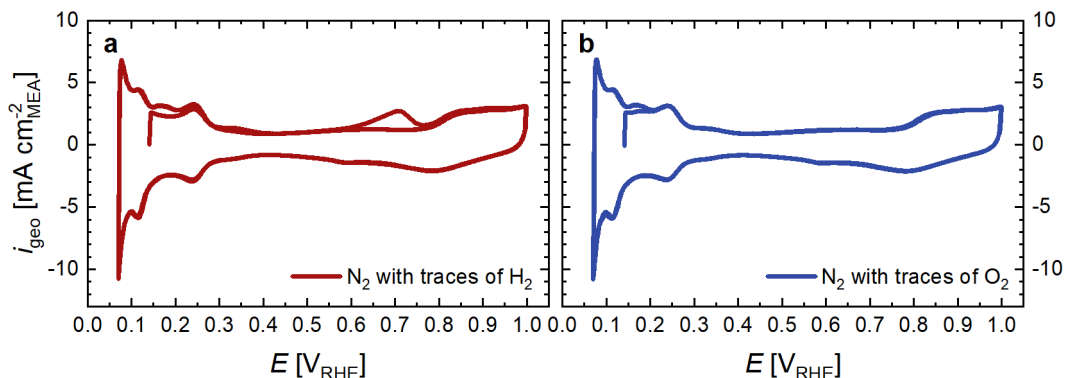 a
b
10
5
0
-5
-10
10
5
0
-5
-10
i_geo [mA cm⁻²_MEA]
N₂ with traces of H₂
N₂ with traces of O₂
0.0 0.1 0.2 0.3 0.4 0.5 0.6 0.7 0.8 0.9 1.0
0.0 0.1 0.2 0.3 0.4 0.5 0.6 0.7 0.8 0.9 1.0
E [V_RHE]
E [V_RHE]